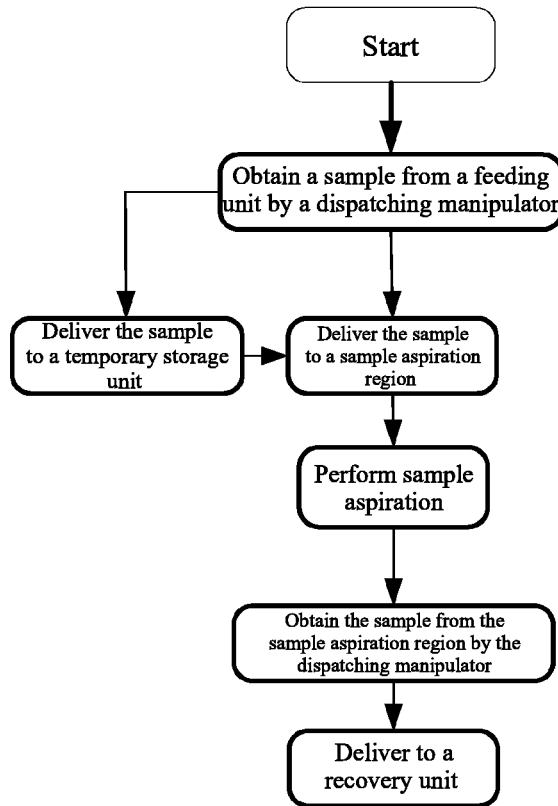 Start
Obtain a sample from a feeding
unit by a dispatching manipulator
Deliver the sample
to a temporary storage
unit
Deliver the sample
to a sample aspiration
region
Perform sample
aspiration
Obtain the sample from the
sample aspiration region by the
dispatching manipulator
Deliver to a
recovery unit